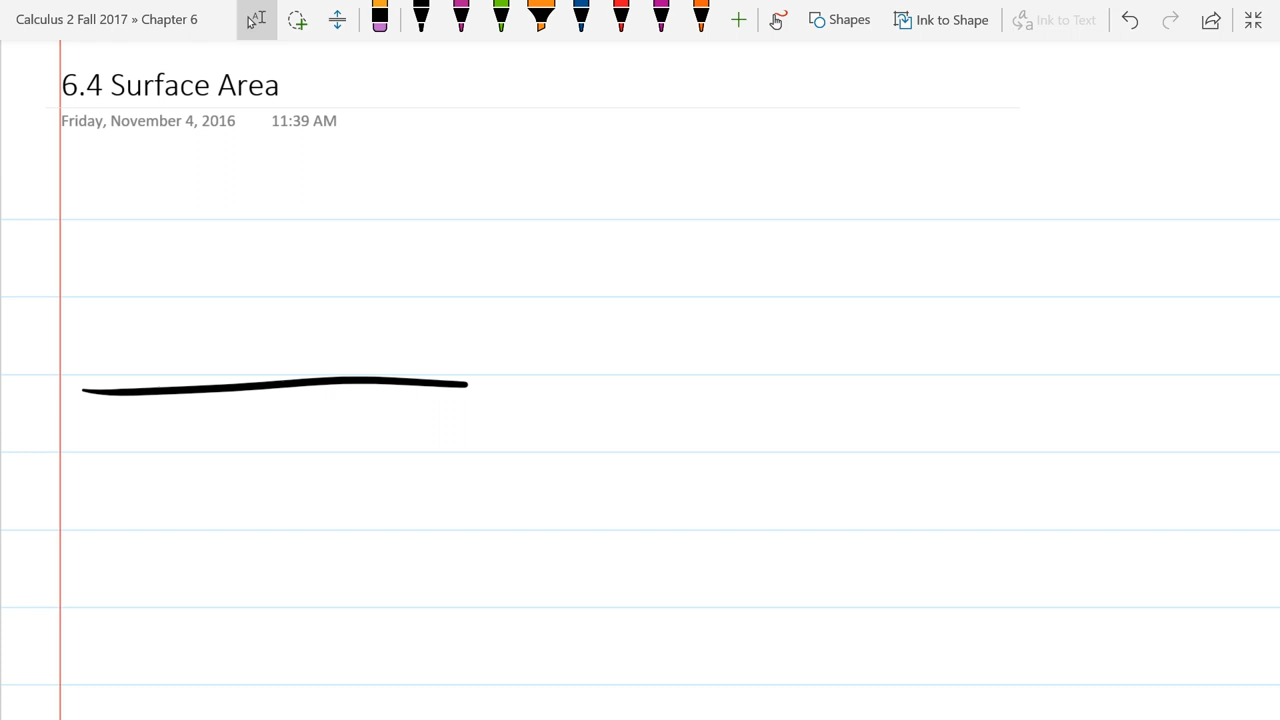 Calculus 2 Fall 2017 » Chapter 6
Shapes
Ink to Shape
Ink to Text
6.4 Surface Area
Friday, November 4, 2016 11:39 AM